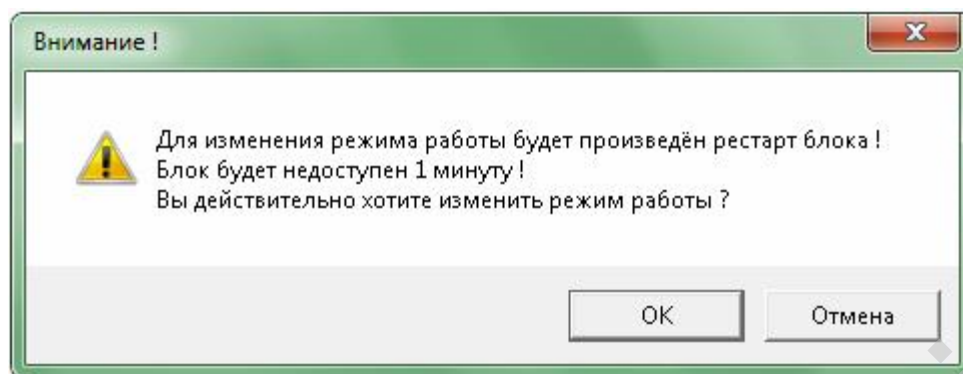 Внимание !
Для изменения режима работы будет произведён рестарт блока !
Блок будет недоступен 1 минуту !
Вы действительно хотите изменить режим работы ?
OK
Отмена